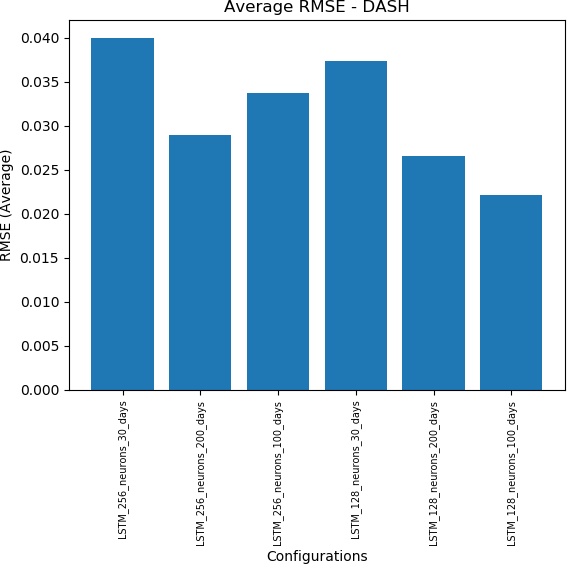 Average RMSE - DASH
RMSE (Average)
0.040
0.035
0.030
0.025
0.020
0.015
0.010
0.005
0.000
LSTM_256_neurons_30_days
LSTM_256_neurons_200_days
LSTM_256_neurons_100_days
LSTM_128_neurons_30_days
LSTM_128_neurons_200_days
LSTM_128_neurons_100_days
Configurations